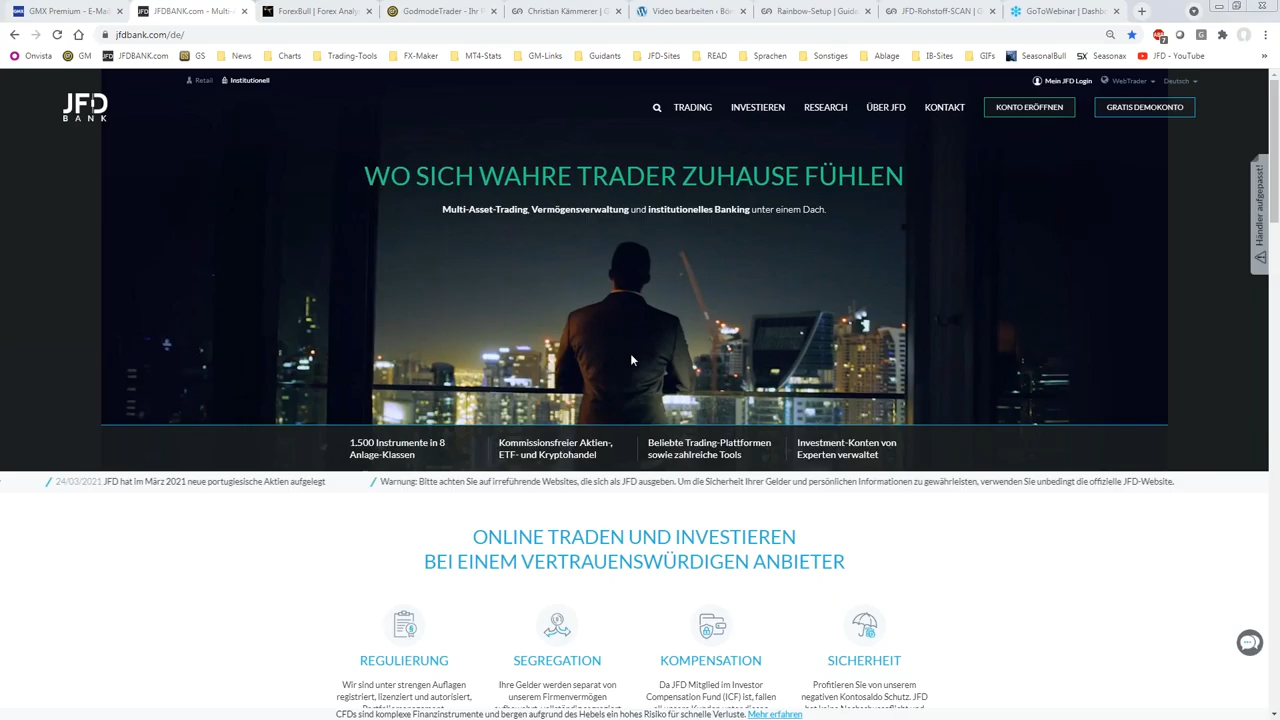 GMX Premium - E-Ma
JFDBANK.com - Multi-
ForexBull | Forex Analy
GodmodeTrader - Ihr F
Christian Kämmerer | G
Video bearbeiten ‹ Bör
Rainbow-Setup | Guida
JFD-Rohstoff-SCAN | G
GoToWebinar | Dashbo
jfdbank.com/de/
Onvista
GM
JFDBANK.com
GS
News
Charts
Trading-Tools
FX-Maker
MT4-Stats
GM-Links
Guidants
JFD-Sites
READ
Sprachen
Sonstiges
Ablage
IB-Sites
GIFs
SeasonalBull
SX Seasonax
JFD - YouTube
»
Retail Institutionell
Mein JFD Login WebTrader Deutsch
JFD
BANK
TRADING INVESTIEREN RESEARCH ÜBER JFD KONTAKT KONTO ERÖFFNEN GRATIS DEMOKONTO
WO SICH WAHRE TRADER ZUHAUSE FÜHLEN
Multi-Asset-Trading, Vermögensverwaltung und institutionelles Banking unter einem Dach.
Händler aufgepasst!
1.500 Instrumente in 8
Anlage-Klassen
Kommissionsfreier Aktien-,
ETF- und Kryptohandel
Beliebte Trading-Plattformen
sowie zahlreiche Tools
Investment-Konten von
Experten verwaltet
24/03/2021 JFD hat im März 2021 neue portugiesische Aktien aufgelegt
Warnung: Bitte achten Sie auf irreführende Websites, die sich als JFD ausgeben. Um die Sicherheit Ihrer Gelder und persönlichen Informationen zu gewährleisten, verwenden Sie unbedingt die offizielle JFD-Website.
ONLINE TRADEN UND INVESTIEREN
BEI EINEM VERTRAUENSWÜRDIGEN ANBIETER
REGULIERUNG
Wir sind unter strengen Auflagen
registriert, lizenziert und autorisiert,
SEGREGATION
Ihre Gelder werden separat von
unserem Firmenvermögen
KOMPENSATION
Da JFD Mitglied im Investor
Compensation Fund (ICF) ist, fallen
SICHERHEIT
Profitieren Sie von unserem
negativen Kontosaldo Schutz. JFD
CFDs sind komplexe Finanzinstrumente und bergen aufgrund des Hebels ein hohes Risiko für schnelle Verluste. Mehr erfahren